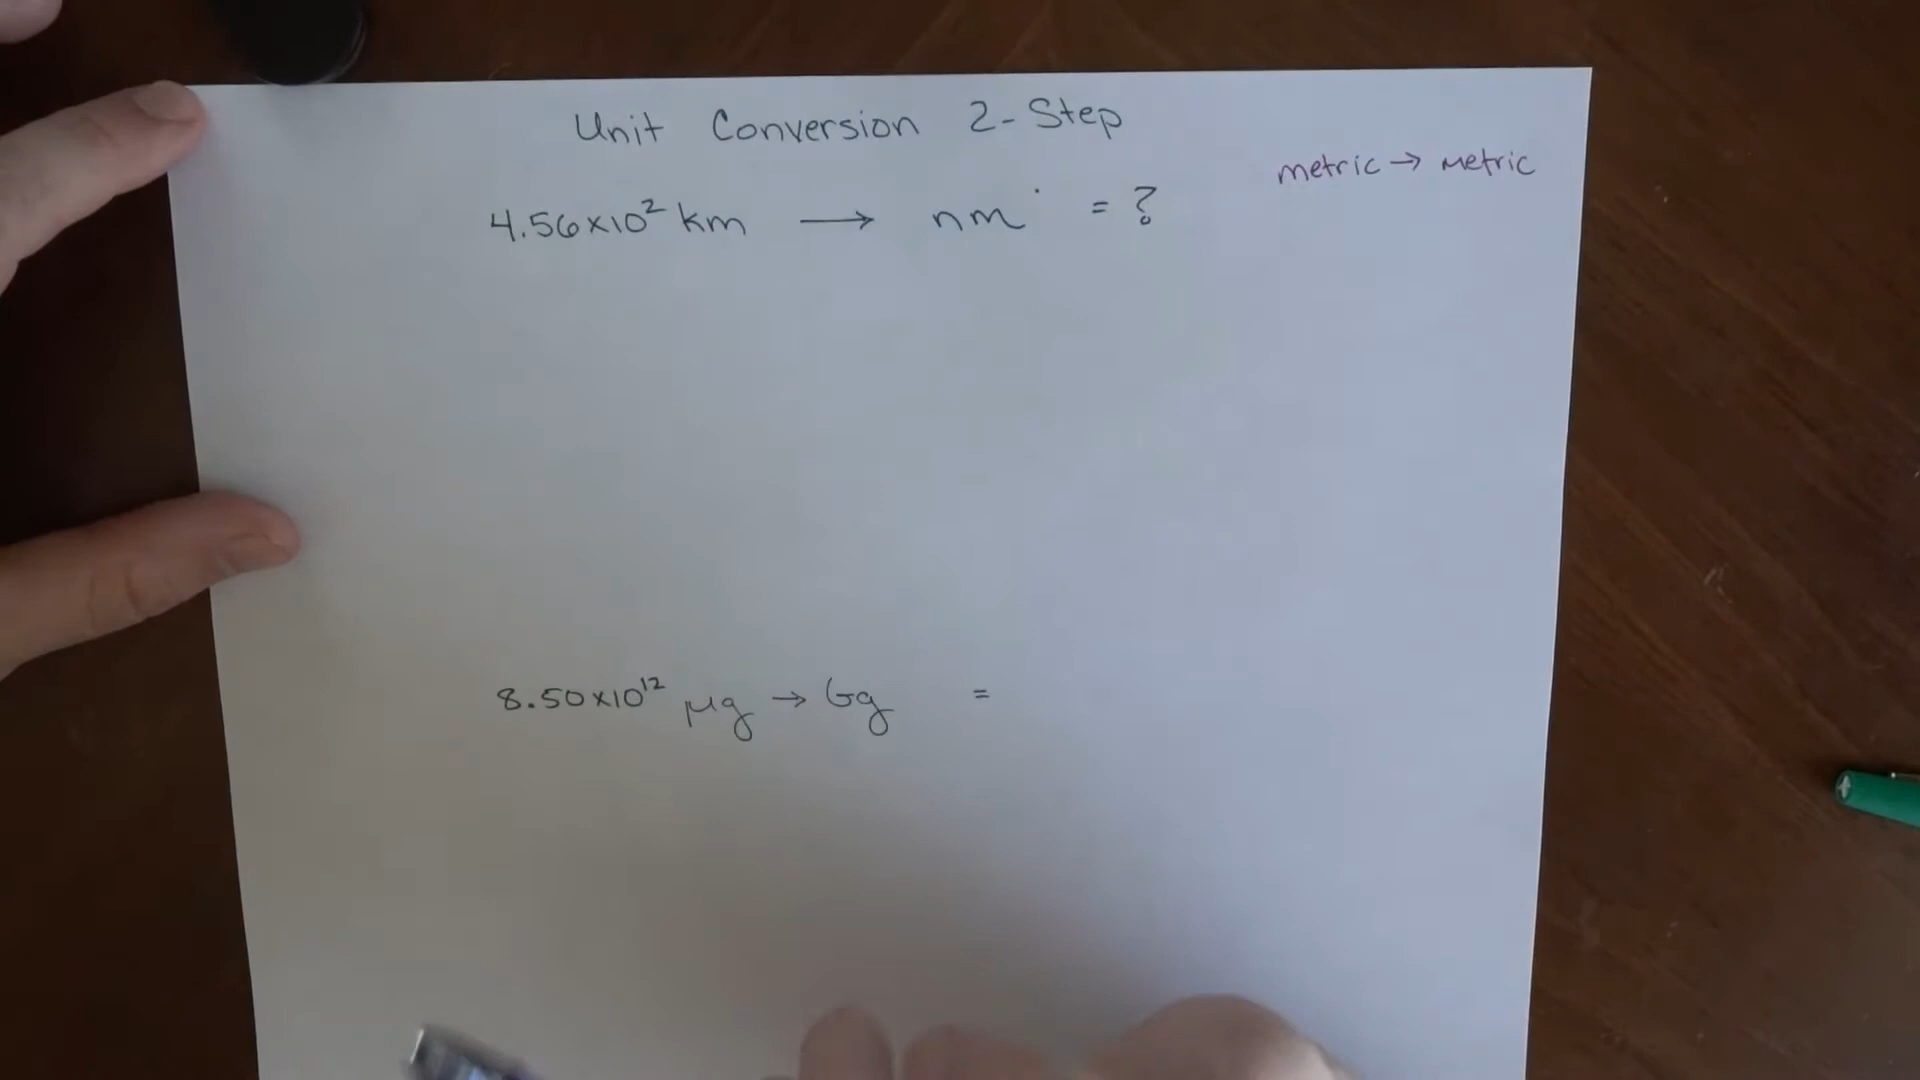 Unit Conversion 2-Step
metric → metric
4.56x10² km → nm = ?
8.50x10¹² µg → Gg =